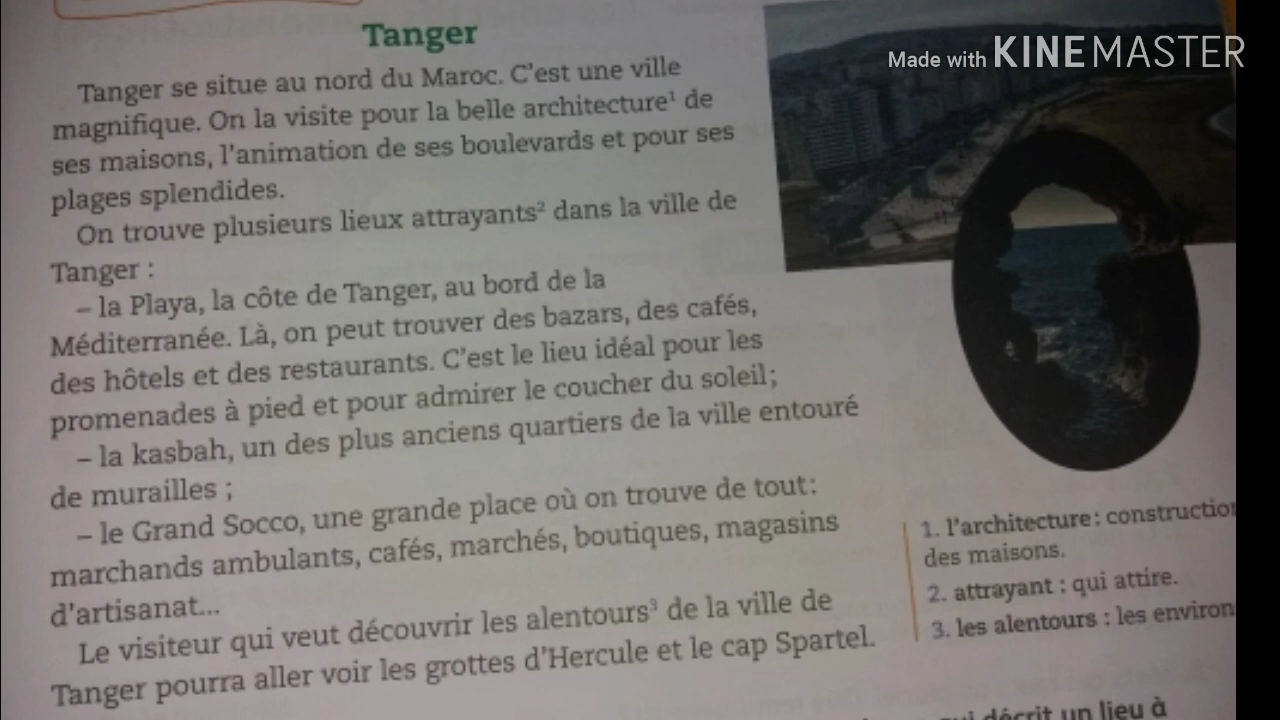 Made with KINEMASTER
Tanger
Tanger se situe au nord du Maroc. C'est une ville
magnifique. On la visite pour la belle architecture¹ de
ses maisons, l'animation de ses boulevards et pour ses
plages splendides.
On trouve plusieurs lieux attrayants² dans la ville de
Tanger :
– la Playa, la côte de Tanger, au bord de la
Méditerranée. Là, on peut trouver des bazars, des cafés,
des hôtels et des restaurants. C'est le lieu idéal pour les
promenades à pied et pour admirer le coucher du soleil;
– la kasbah, un des plus anciens quartiers de la ville entouré
de murailles ;
– le Grand Socco, une grande place où on trouve de tout:
marchands ambulants, cafés, marchés, boutiques, magasins
d'artisanat...
Le visiteur qui veut découvrir les alentours³ de la ville de
Tanger pourra aller voir les grottes d'Hercule et le cap Spartel.
1. l'architecture : construction
des maisons.
2. attrayant : qui attire.
3. les alentours : les environ
qui décrit un lieu à